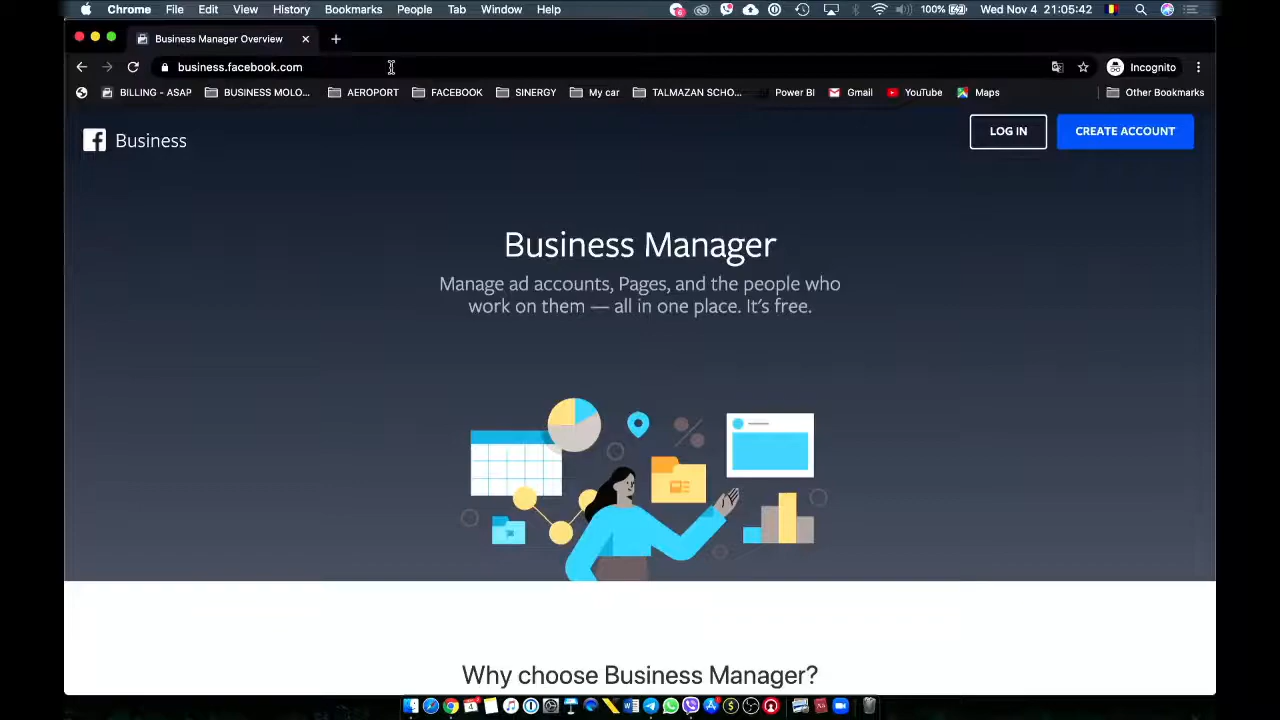 Chrome File Edit View History Bookmarks People Tab Window Help 100% Wed Nov 4 21:05:42
Business Manager Overview
business.facebook.com Incognito
BILLING - ASAP BUSINESS MOLO... AEROPORT FACEBOOK SINERGY My car TALMAZAN SCHO... Power BI Gmail YouTube Maps Other Bookmarks
Business LOG IN CREATE ACCOUNT
Business Manager
Manage ad accounts, Pages, and the people who
work on them — all in one place. It's free.
Why choose Business Manager?